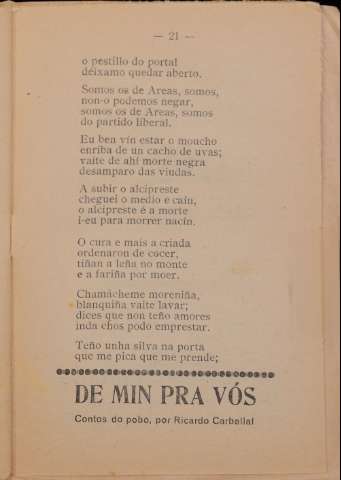 — 21 —
o pestillo do portal
déixamo quedar aberto.
Somos os de Areas, somos,
non-o podemos negar,
somos os de Areas, somos
do partido liberal.
Eu ben vin estar o moucho
enriba de un cacho de uvas;
vaite de ahí morte negra
desamparo das viudas.
A subir o alcipreste
cheguei o medio e caín,
o alcipreste é a morte
i-eu para morrer nacín.
O cura e mais a criada
ordenaron de cocer,
tiñan a leña no monte
e a fariña por moer.
Chamácheme moreniña,
blanquiña vaite lavar;
dices que non teño amores
inda chos podo emprestar.
Teño unha silva na porta
que me pica que me prende;
DE MIN PRA VÓS
Contos do pobo, por Ricardo Carballal